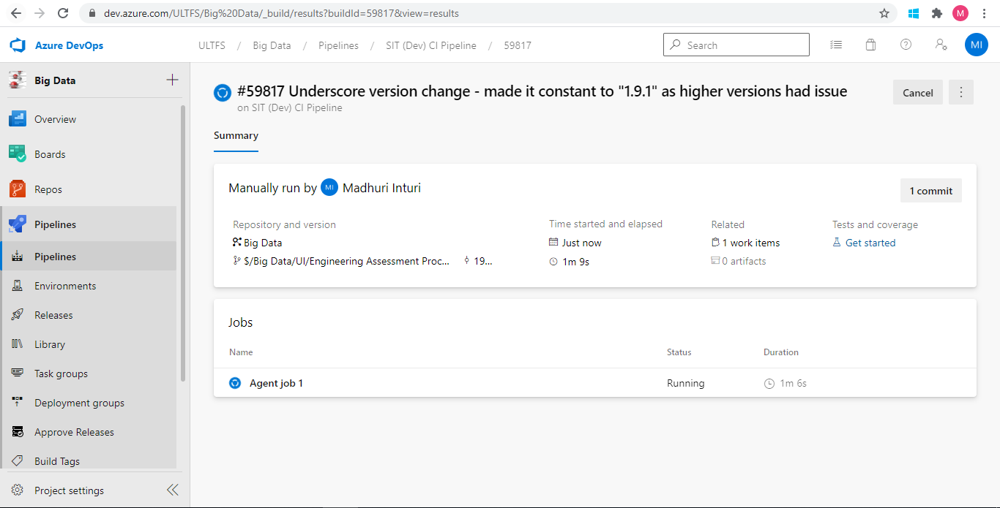 dev.azure.com/ULTFS/Big%20Data/_build/results?buildId=59817&view=results
M
Azure DevOps
ULTFS / Big Data / Pipelines / SIT (Dev) CI Pipeline / 59817
Search
MI
Big Data
Overview
Boards
Repos
Pipelines
Pipelines
Environments
Releases
Library
Task groups
Deployment groups
Approve Releases
Build Tags
Project settings
#59817 Underscore version change - made it constant to "1.9.1" as higher versions had issue
on SIT (Dev) CI Pipeline
Cancel
Summary
Manually run by MI Madhuri Inturi
1 commit
Repository and version
Big Data
$/Big Data/UI/Engineering Assessment Proc... 19...
Time started and elapsed
Just now
1m 9s
Related
1 work items
0 artifacts
Tests and coverage
Get started
Jobs
Name Status Duration
Agent job 1 Running 1m 6s